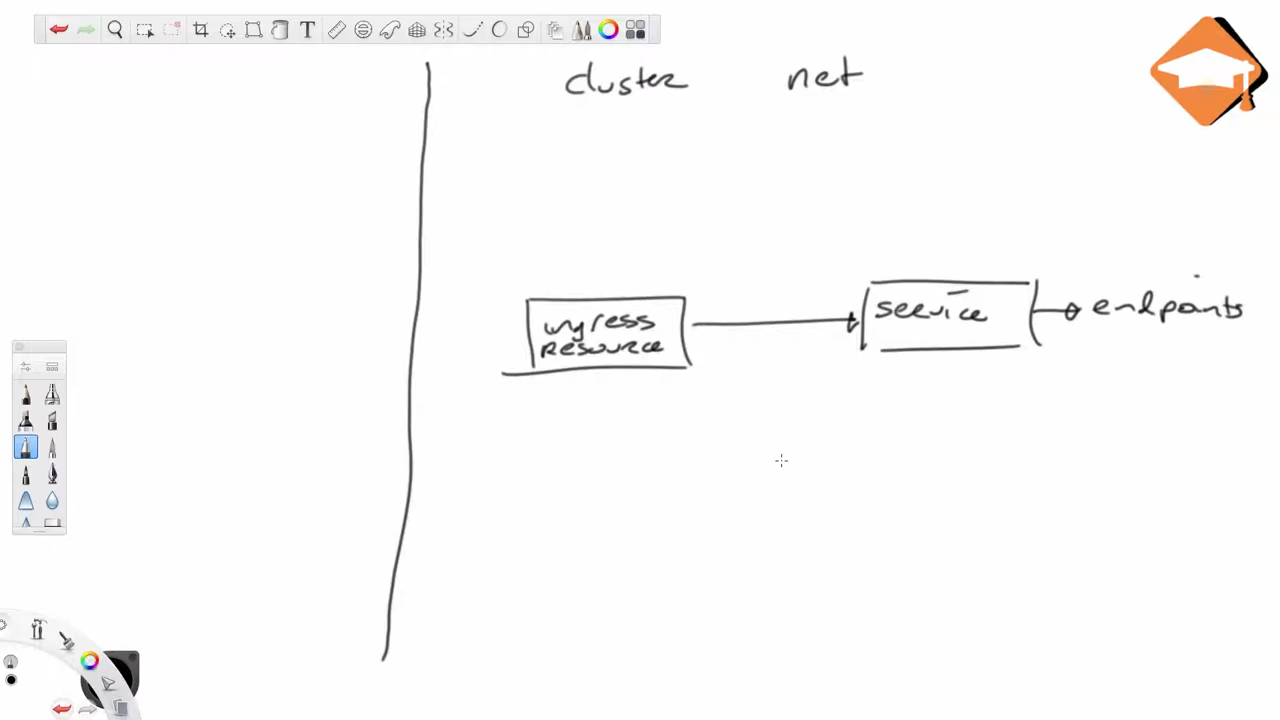 cluster net
ingress
resource
service
endpoints